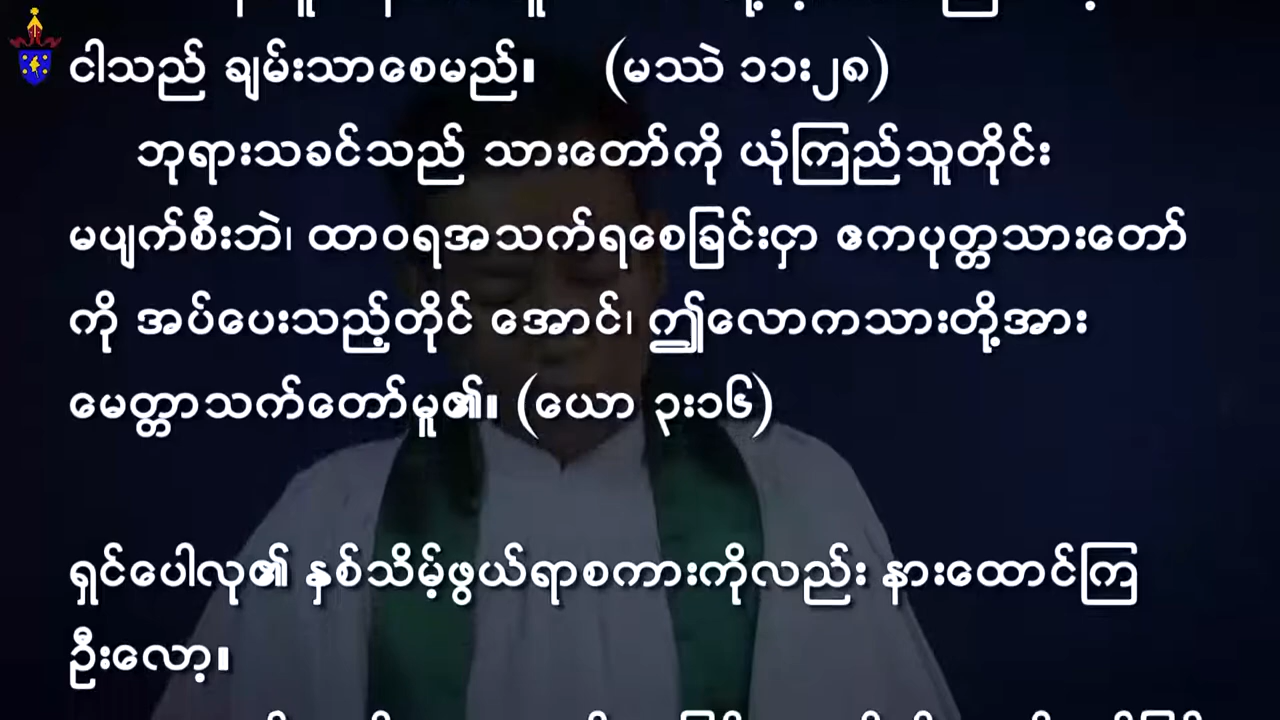 ငါသည် ချမ်းသာစေမည်။ (မဿဲ ၁၁း၂၈)
ဘုရားသခင်သည် သားတော်ကို ယုံကြည်သူတိုင်း
မပျက်စီးဘဲ၊ ထာဝရအသက်ရစေခြင်းငှာ ဧကပုတ္တသားတော်
ကို အပ်ပေးသည့်တိုင် အောင်၊ ဤလောကသားတို့အား
မေတ္တာသက်တော်မူ၏။ (ယော ၃း၁၆)
ရှင်ပေါလု၏ နှစ်သိမ့်ဖွယ်ရာစကားကိုလည်း နားထောင်ကြ
ဦးလော့။